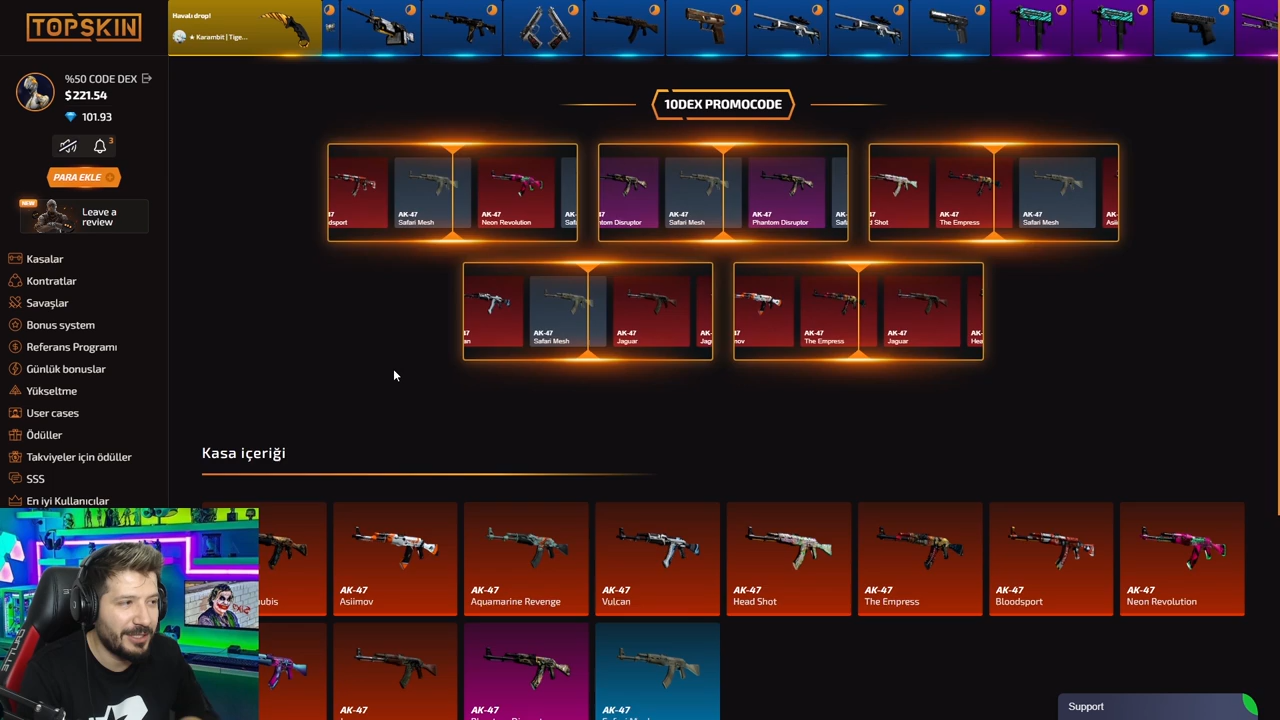 TOPSKIN
Havalı drop!
★ Karambit | Tige...
%50 CODE DEX
$221.54
101.93
3
PARA EKLE
NEW
Leave a
review
Kasalar
Kontratlar
Savaşlar
Bonus system
Referans Programı
Günlük bonuslar
Yükseltme
User cases
Ödüller
Takviyeler için ödüller
SSS
En iyi Kullanıcılar
10DEX PROMOCODE
AK-47
Safari Mesh
AK-47
Neon Revolution
AK-47
Safari Mesh
AK-47
Phantom Disruptor
AK-47
The Empress
AK-47
Safari Mesh
AK-47
Safari Mesh
AK-47
Jaguar
AK-47
The Empress
AK-47
Jaguar
Kasa içeriği
AK-47
Asiimov
AK-47
Aquamarine Revenge
AK-47
Vulcan
AK-47
Head Shot
AK-47
The Empress
AK-47
Bloodsport
AK-47
Neon Revolution
AK-47
AK-47
AK-47
Support